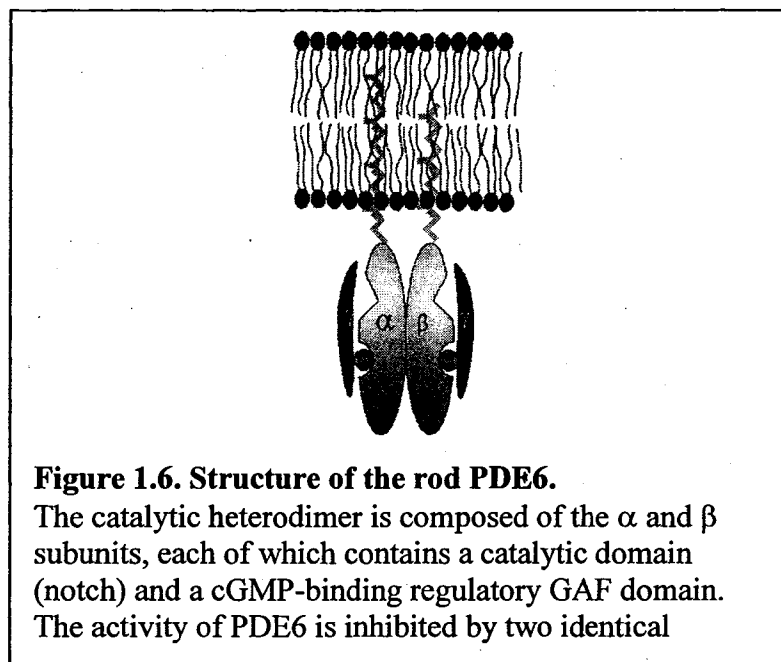 α β
Figure 1.6. Structure of the rod PDE6.
The catalytic heterodimer is composed of the α and β
subunits, each of which contains a catalytic domain
(notch) and a cGMP-binding regulatory GAF domain.
The activity of PDE6 is inhibited by two identical